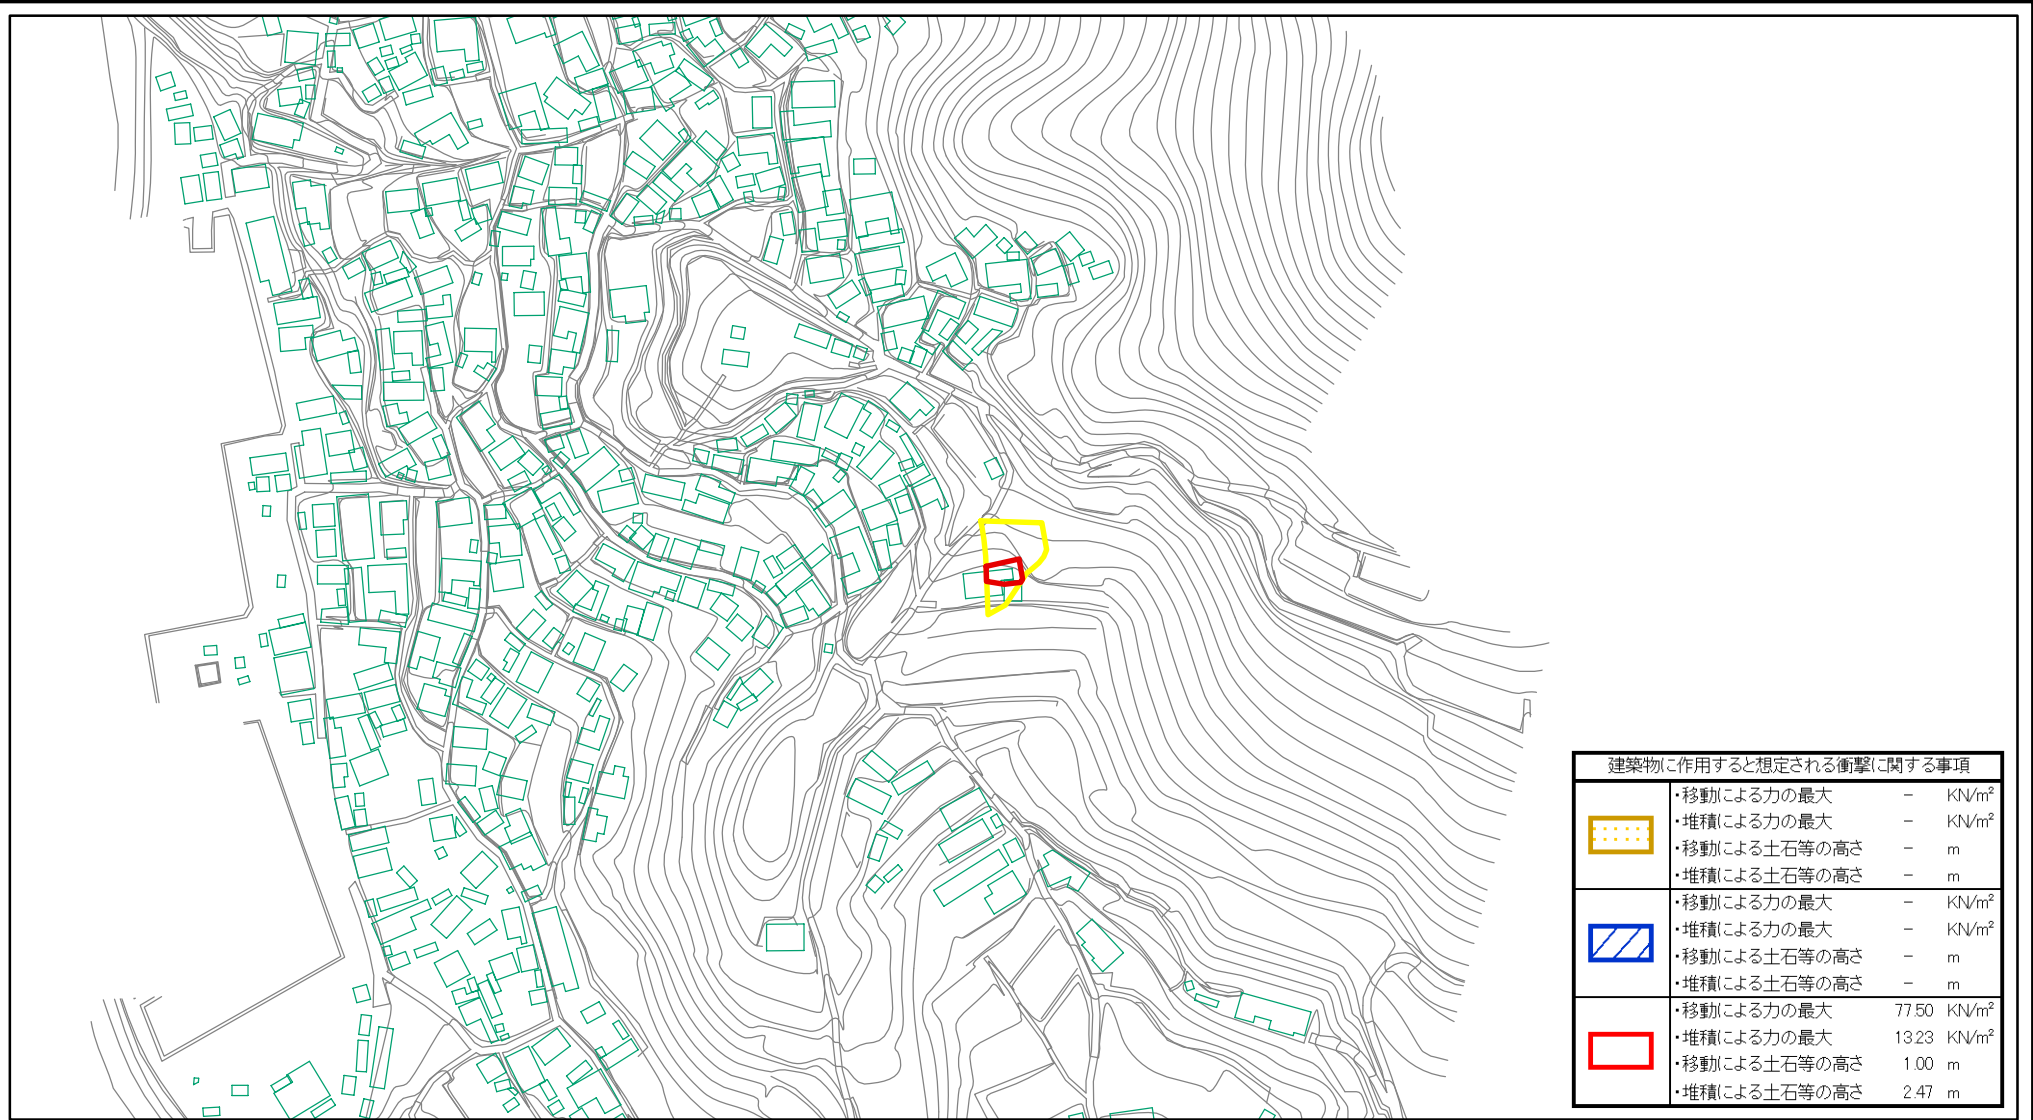 建築物に作用すると想定される衝撃に関する事項
・移動による力の最大 - KN/m²
・堆積による力の最大 - KN/m²
・移動による土石等の高さ - m
・堆積による土石等の高さ - m
・移動による力の最大 - KN/m²
・堆積による力の最大 - KN/m²
・移動による土石等の高さ - m
・堆積による土石等の高さ - m
・移動による力の最大 77.50 KN/m²
・堆積による力の最大 13.23 KN/m²
・移動による土石等の高さ 1.00 m
・堆積による土石等の高さ 2.47 m